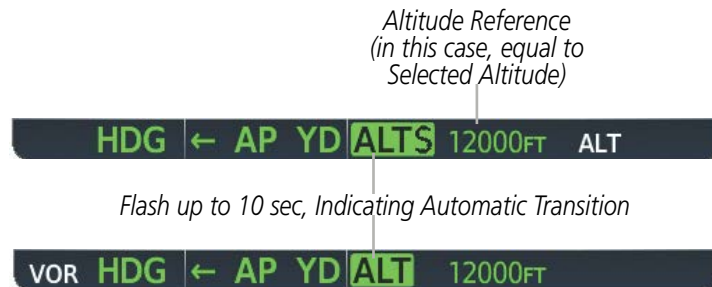 Altitude Reference
(in this case, equal to
Selected Altitude)
HDG ← AP YD ALTS 12000FT ALT
Flash up to 10 sec, Indicating Automatic Transition
VOR HDG ← AP YD ALT 12000FT